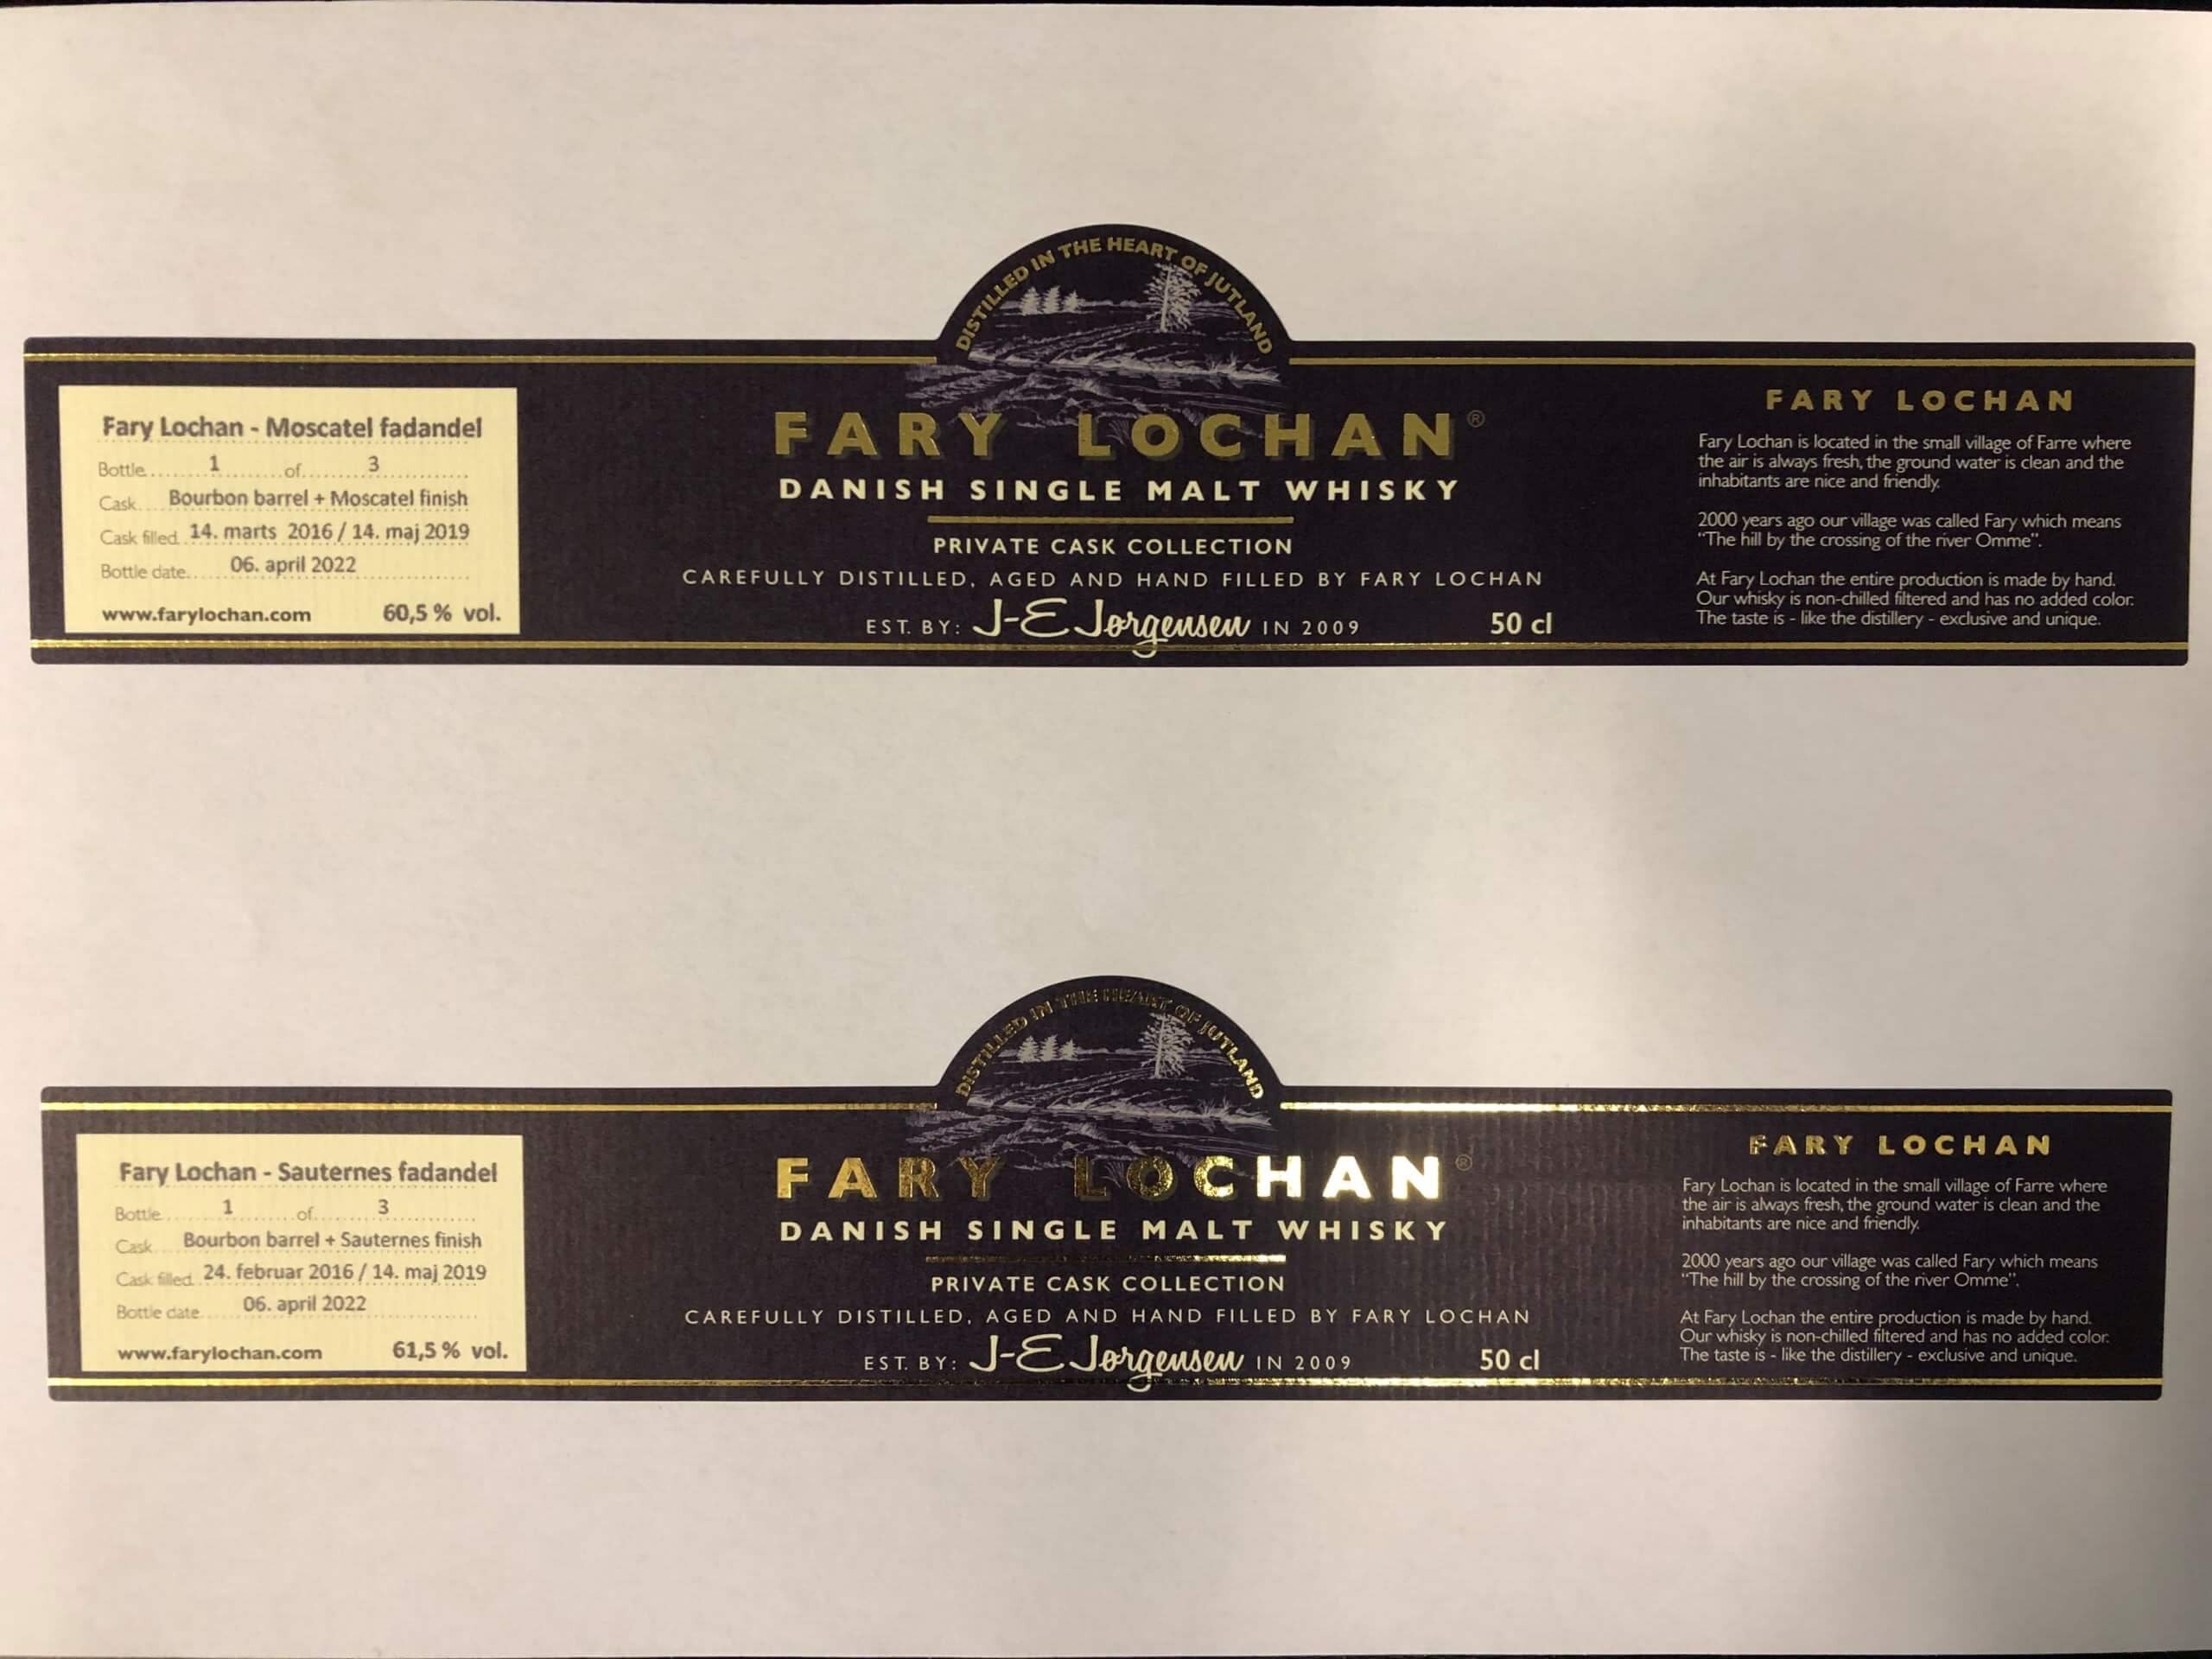 DISTILLED IN THE HEART OF JUTLAND
Fary Lochan - Moscatel fadandel
Bottle 1 of 3
Cask Bourbon barrel + Moscatel finish
Cask filled 14. marts 2016 / 14. maj 2019
Bottle date 06. april 2022
www.farylochan.com 60,5 % vol.
FARY LOCHAN®
DANISH SINGLE MALT WHISKY
PRIVATE CASK COLLECTION
CAREFULLY DISTILLED, AGED AND HAND FILLED BY FARY LOCHAN
EST. BY: J-E Jørgensen IN 2009 50 cl
FARY LOCHAN
Fary Lochan is located in the small village of Farre where
the air is always fresh, the ground water is clean and the
inhabitants are nice and friendly.
2000 years ago our village was called Fary which means
"The hill by the crossing of the river Omme".
At Fary Lochan the entire production is made by hand.
Our whisky is non-chilled filtered and has no added color.
The taste is - like the distillery - exclusive and unique.
DISTILLED IN THE HEART OF JUTLAND
Fary Lochan - Sauternes fadandel
Bottle 1 of 3
Cask Bourbon barrel + Sauternes finish
Cask filled 24. februar 2016 / 14. maj 2019
Bottle date 06. april 2022
www.farylochan.com 61,5 % vol.
FARY LOCHAN®
DANISH SINGLE MALT WHISKY
PRIVATE CASK COLLECTION
CAREFULLY DISTILLED, AGED AND HAND FILLED BY FARY LOCHAN
EST. BY: J-E Jørgensen IN 2009 50 cl
FARY LOCHAN
Fary Lochan is located in the small village of Farre where
the air is always fresh, the ground water is clean and the
inhabitants are nice and friendly.
2000 years ago our village was called Fary which means
"The hill by the crossing of the river Omme".
At Fary Lochan the entire production is made by hand.
Our whisky is non-chilled filtered and has no added color.
The taste is - like the distillery - exclusive and unique.